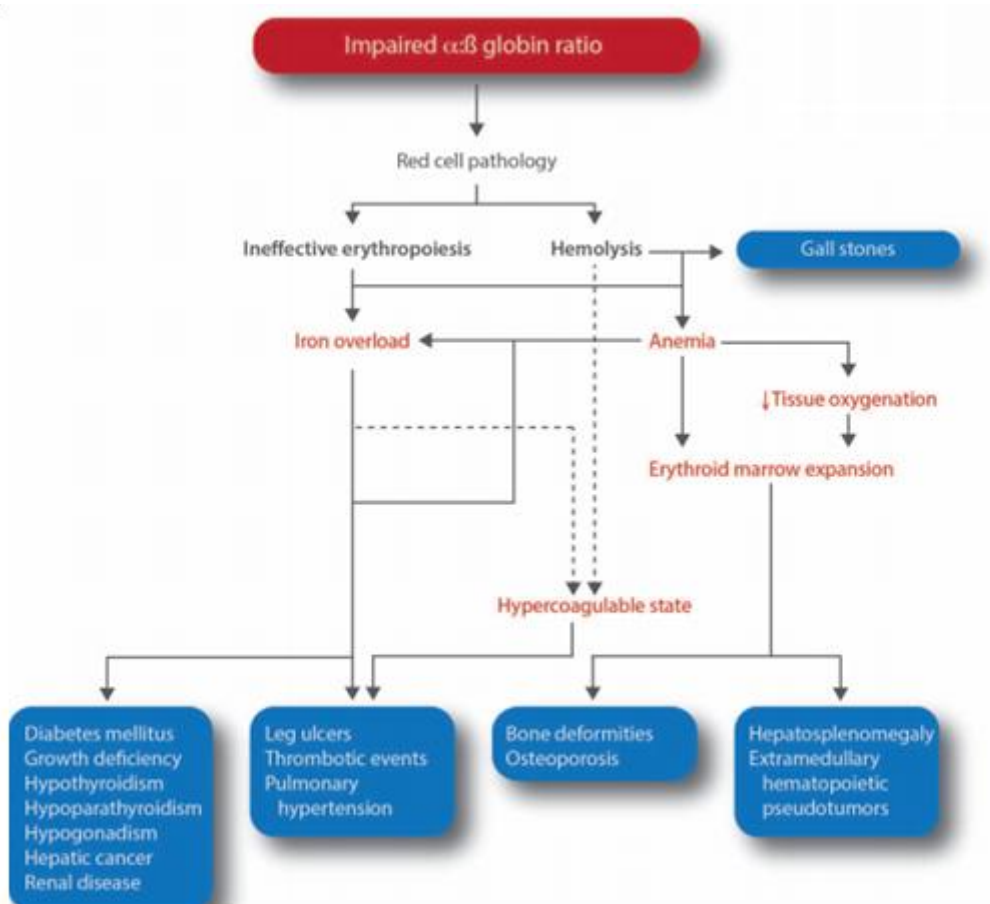 Impaired α:ß globin ratio
Red cell pathology
Ineffective erythropoiesis
Hemolysis
Gall stones
Iron overload
Anemia
↓Tissue oxygenation
Erythroid marrow expansion
Hypercoagulable state
Diabetes mellitus
Growth deficiency
Hypothyroidism
Hypoparathyroidism
Hypogonadism
Hepatic cancer
Renal disease
Leg ulcers
Thrombotic events
Pulmonary
hypertension
Bone deformities
Osteoporosis
Hepatosplenomegaly
Extramedullary
hematopoietic
pseudotumors